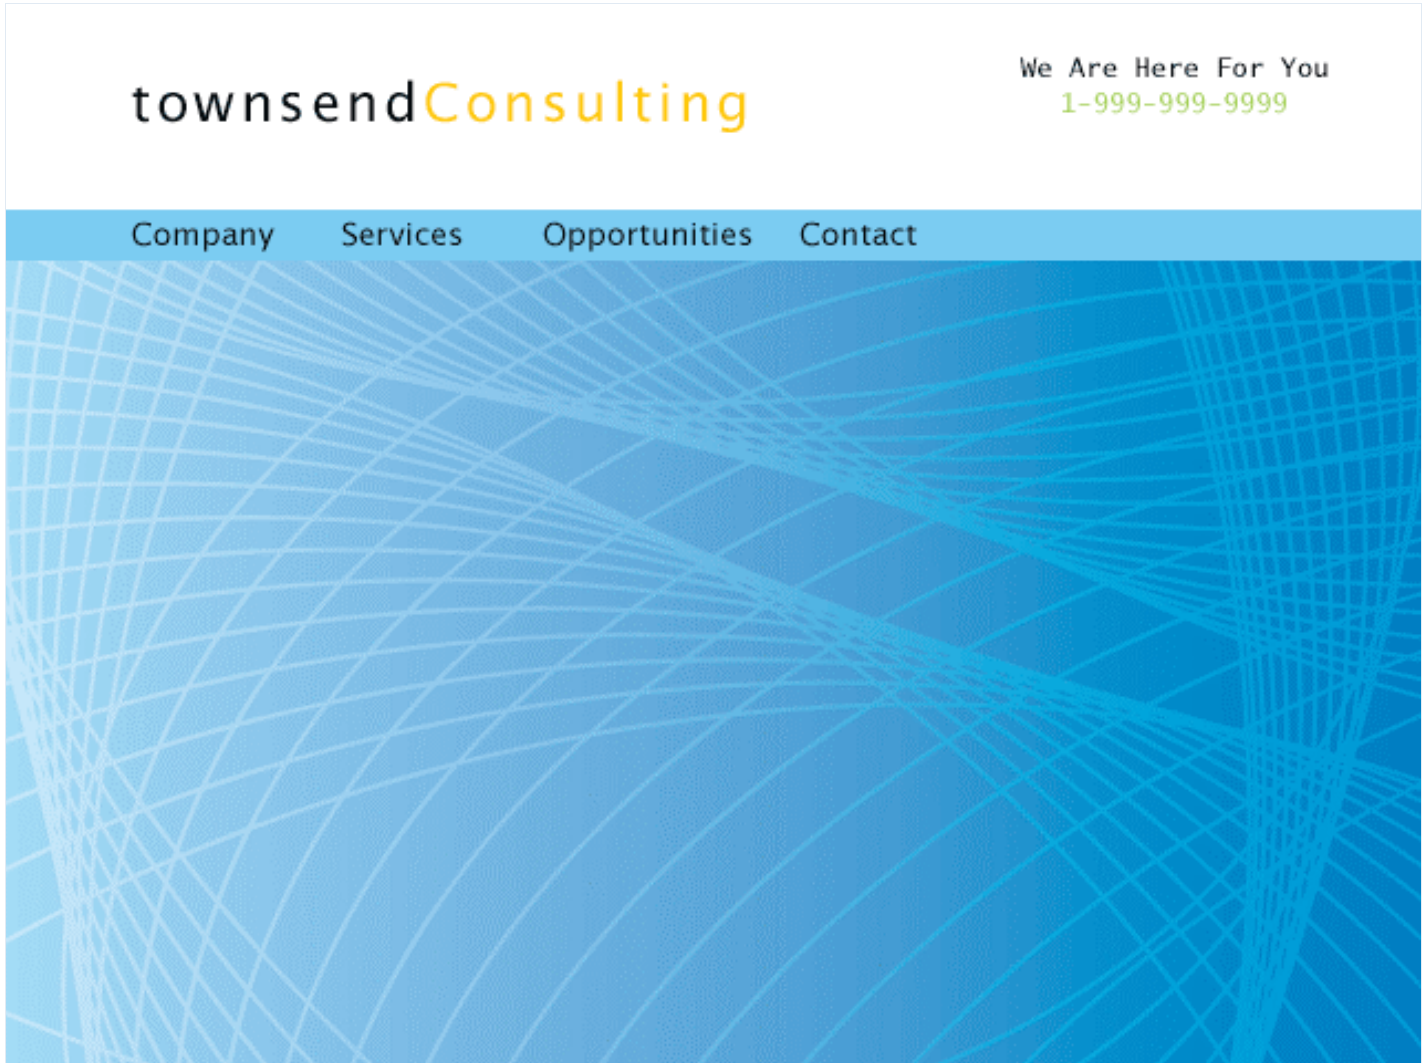 townsendConsulting
We Are Here For You
1-999-999-9999
Company Services Opportunities Contact